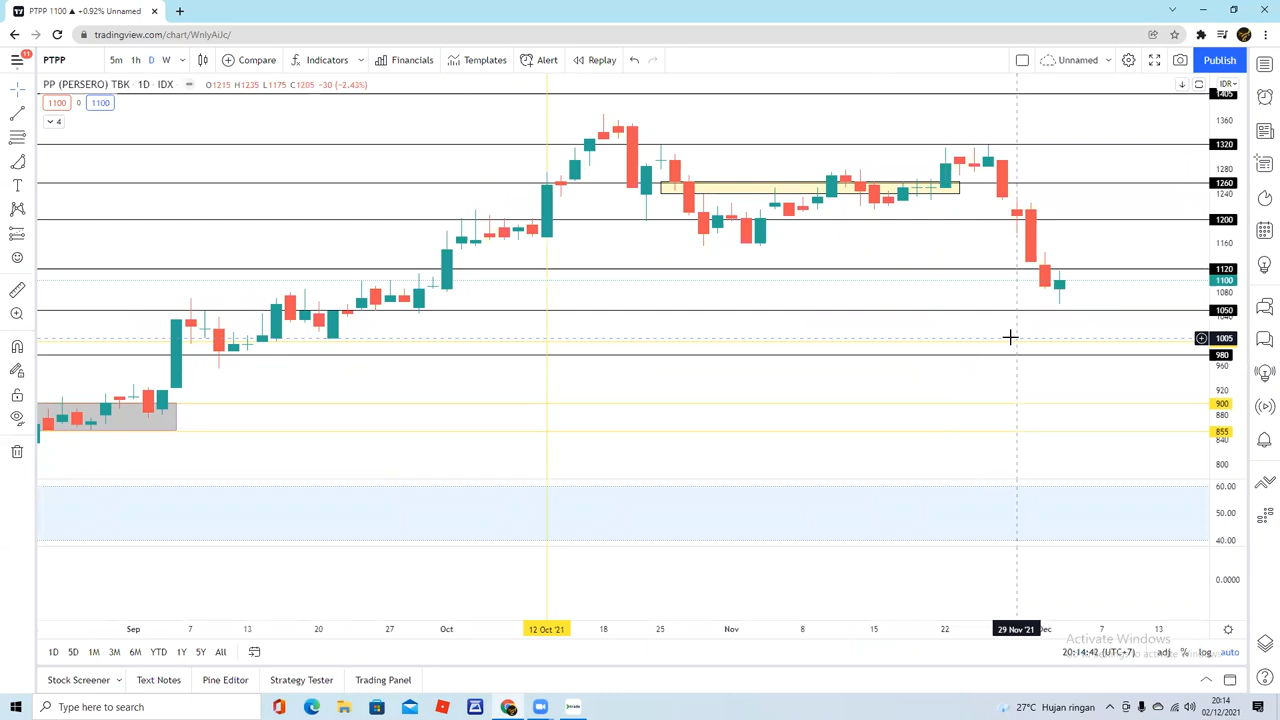 PTPP 1100 ▲ +0.92% Unnamed
tradingview.com/chart/WnlyAiJc/
11
PTPP 5m 1h D W Compare Indicators Financials Templates Alert Replay Unnamed Publish
PP (PERSERO) TBK · 1D · IDX O1215 H1235 L1175 C1205 −30 (−2.43%) IDR
1100 0 1100
4
1405
1360
1320
1280
1260
1240
1200
1160
1120
1100
1080
1050
1040
1005
980
960
920
900
880
855
840
800
60.00
50.00
40.00
0.0000
Sep 7 13 20 27 Oct 12 Oct '21 18 25 Nov 8 15 22 29 Nov '21 Dec 7 13
Activate Windows
1D 5D 1M 3M 6M YTD 1Y 5Y All 20:14:42 (UTC+7) adj % log auto
Stock Screener Text Notes Pine Editor Strategy Tester Trading Panel
Type here to search 27°C Hujan ringan 20:14
02/12/2021